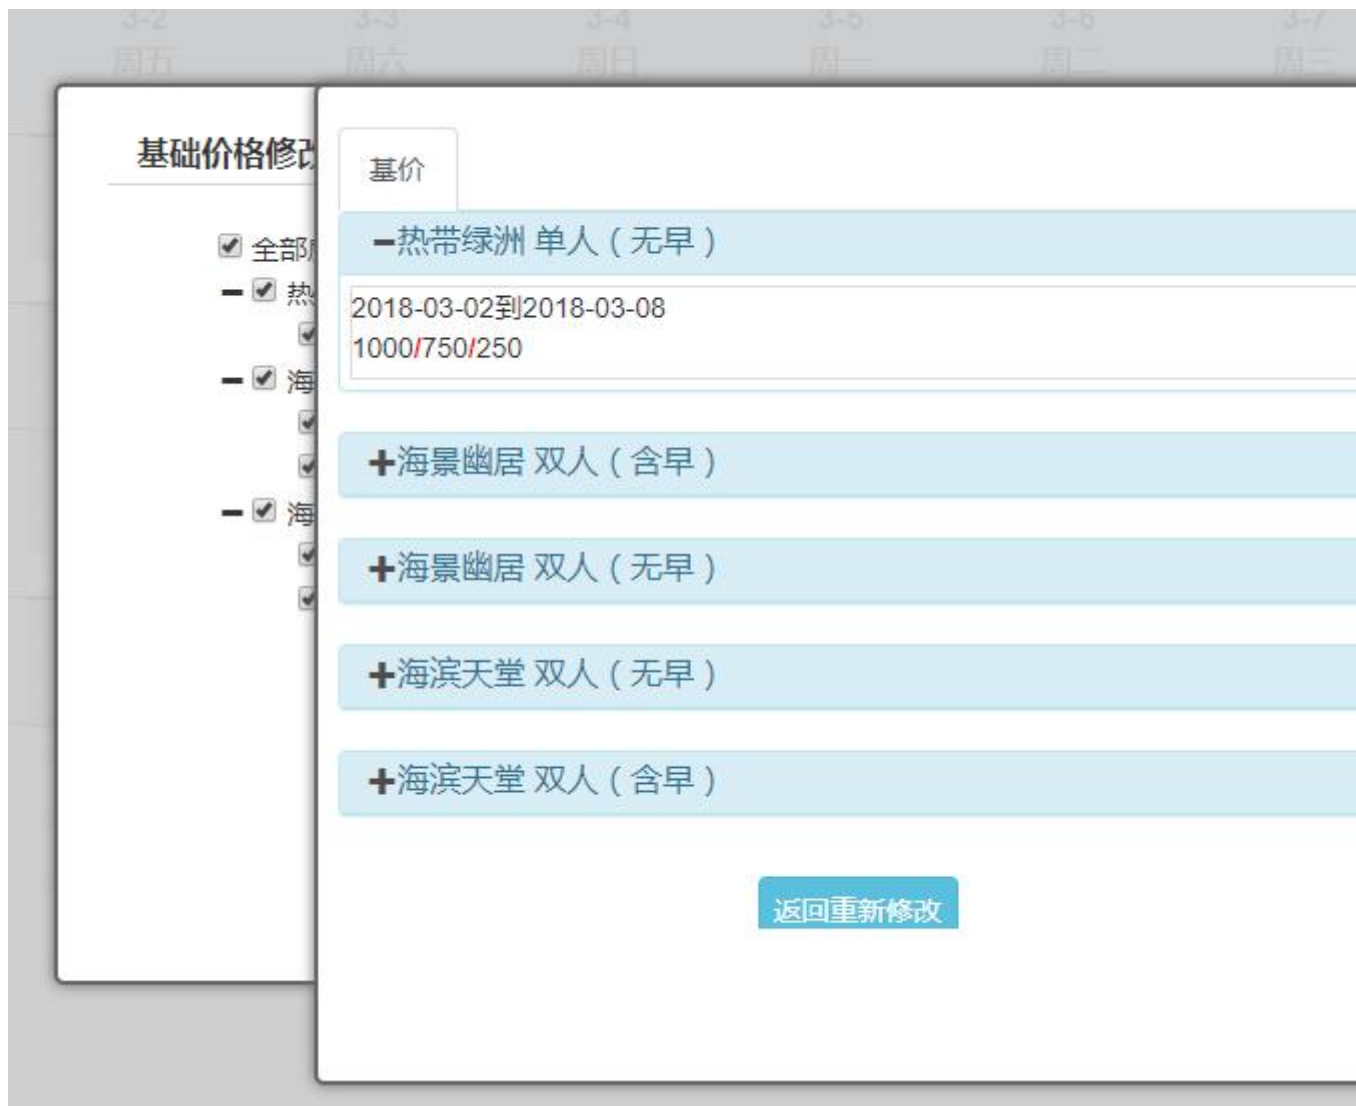 3-2 3-3 3-4 3-5 3-6 3-7
周五 周六 周日 周一 周二 周三
基础价格修改
全部
热
海
海
基价
热带绿洲 单人（无早）
2018-03-02到2018-03-08
1000/750/250
海景幽居 双人（含早）
海景幽居 双人（无早）
海滨天堂 双人（无早）
海滨天堂 双人（含早）
返回重新修改